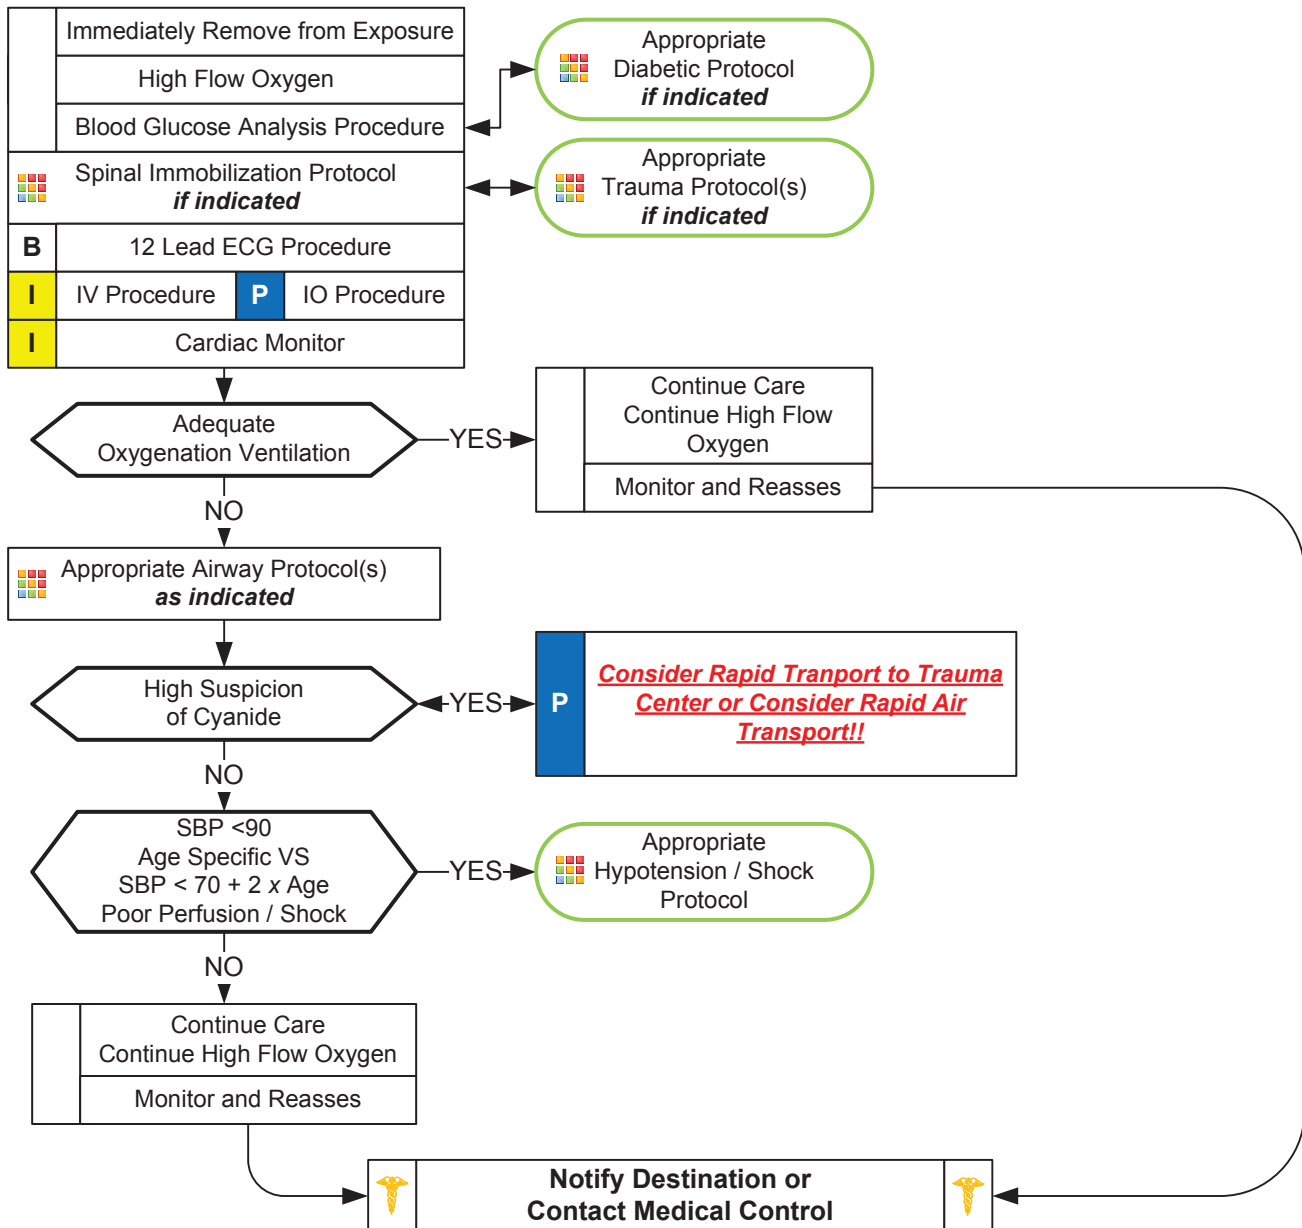 Immediately Remove from Exposure
High Flow Oxygen
Blood Glucose Analysis Procedure
Appropriate
Diabetic Protocol
if indicated
Spinal Immobilization Protocol
if indicated
Appropriate
Trauma Protocol(s)
if indicated
B
12 Lead ECG Procedure
I
IV Procedure
P
IO Procedure
I
Cardiac Monitor
Adequate
Oxygenation Ventilation
YES
Continue Care
Continue High Flow
Oxygen
Monitor and Reasses
NO
Appropriate Airway Protocol(s)
as indicated
High Suspicion
of Cyanide
YES
P
Consider Rapid Tranport to Trauma
Center or Consider Rapid Air
Transport!!
NO
SBP <90
Age Specific VS
SBP < 70 + 2 x Age
Poor Perfusion / Shock
YES
Appropriate
Hypotension / Shock
Protocol
NO
Continue Care
Continue High Flow Oxygen
Monitor and Reasses
Notify Destination or
Contact Medical Control